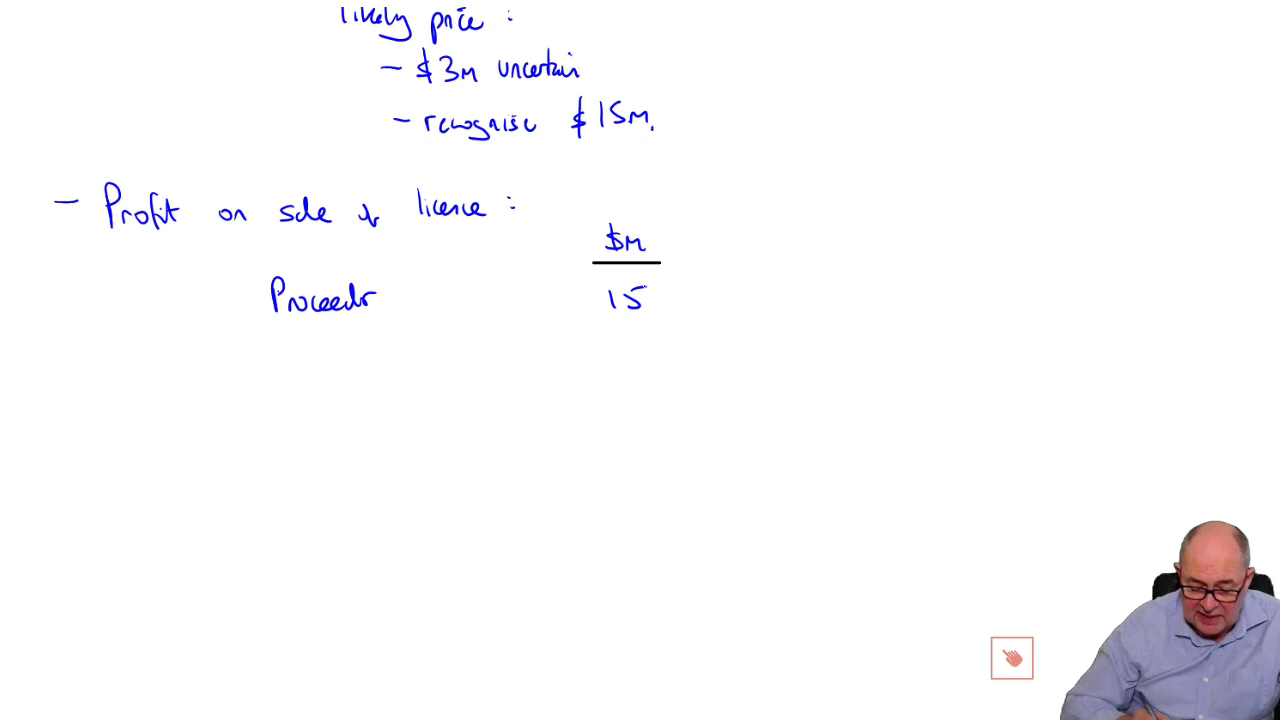 likely price :
- $3M uncertain
- recognise $15M.
- Profit on sale of licence :
$M
Proceeds 15